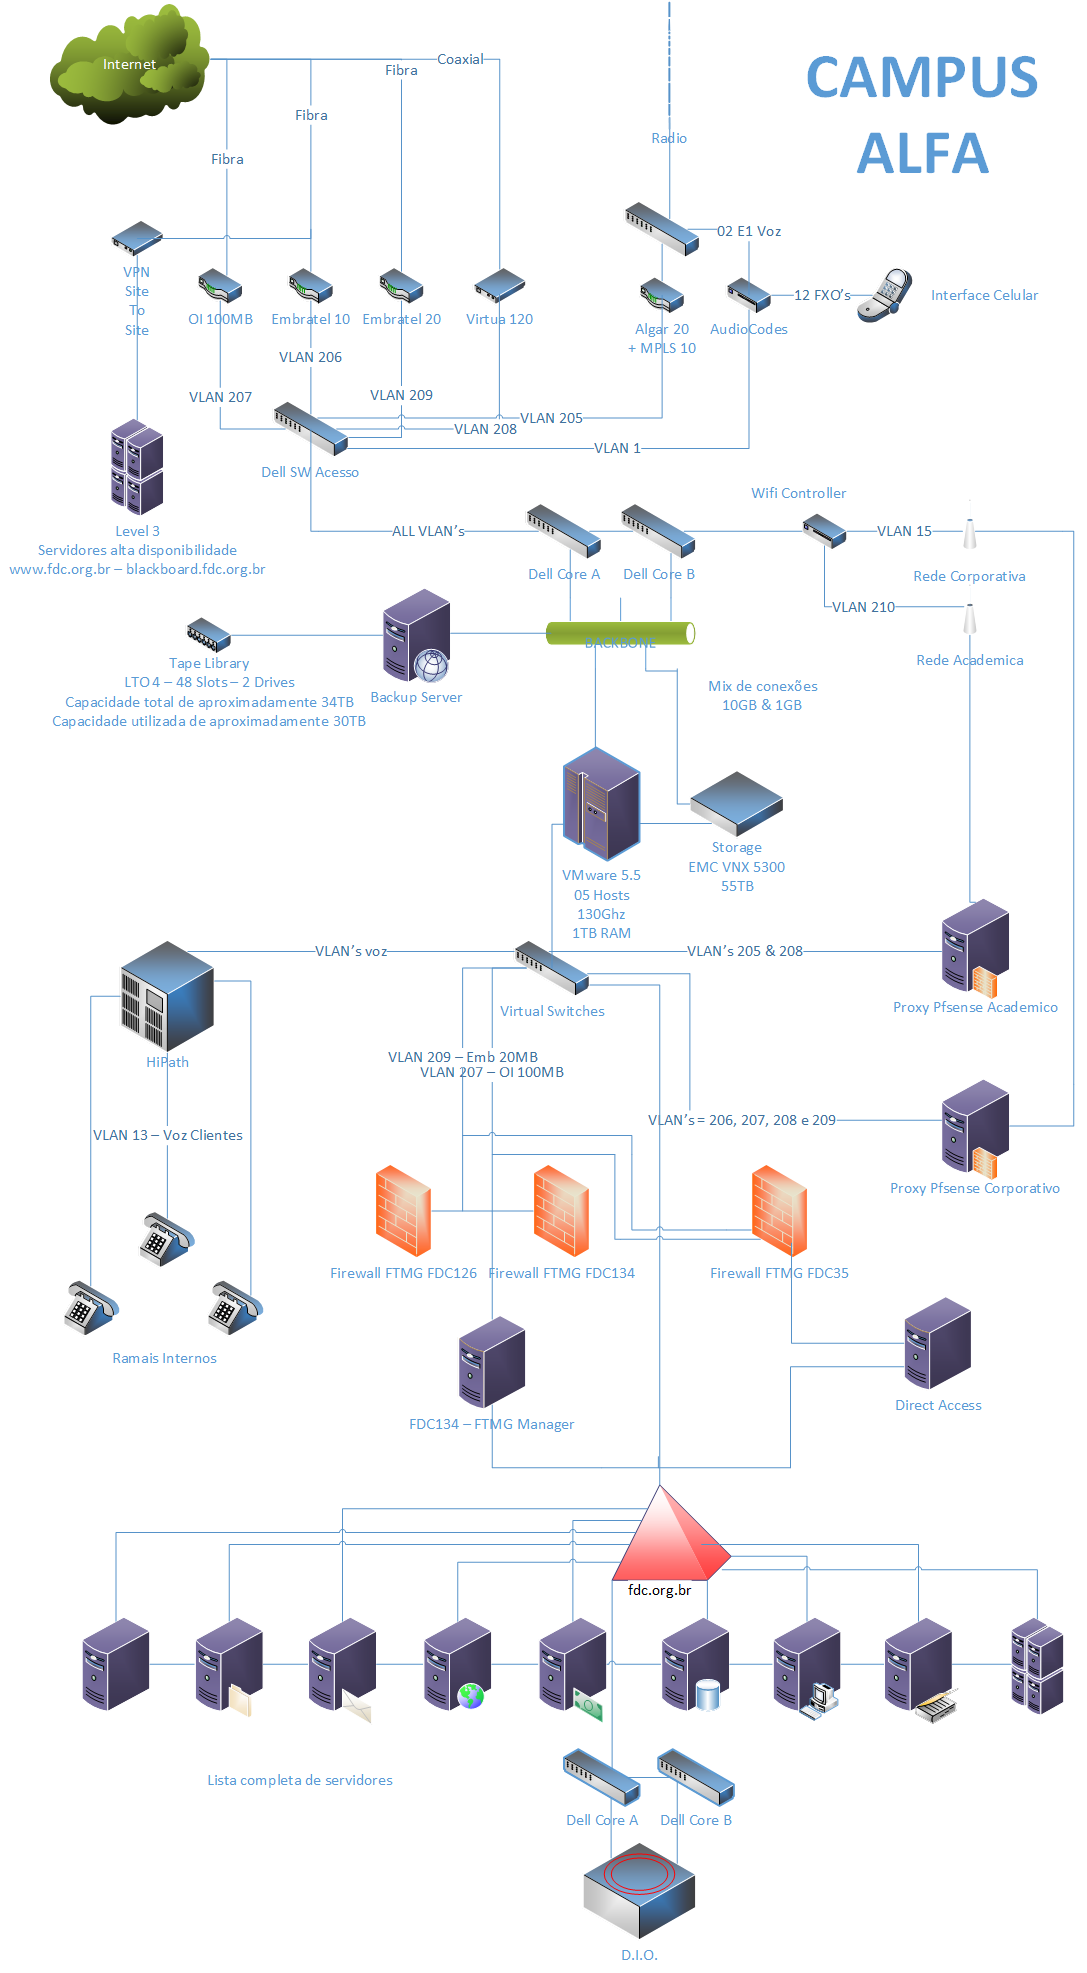 CAMPUS
ALFA
Internet
Coaxial
Fibra
Fibra
Fibra
Radio
02 E1 Voz
VPN
Site
To
Site
OI 100MB
Embratel 10
Embratel 20
Virtua 120
Algar 20
+ MPLS 10
AudioCodes
12 FXO's
Interface Celular
VLAN 206
VLAN 207
VLAN 209
VLAN 205
VLAN 208
VLAN 1
Dell SW Acesso
Level 3
Servidores alta disponibilidade
www.fdc.org.br – blackboard.fdc.org.br
ALL VLAN's
Dell Core A
Dell Core B
Wifi Controller
VLAN 15
Rede Corporativa
VLAN 210
Rede Academica
BACKBONE
Tape Library
LTO 4 – 48 Slots – 2 Drives
Capacidade total de aproximadamente 34TB
Capacidade utilizada de aproximadamente 30TB
Backup Server
Mix de conexões
10GB & 1GB
Storage
EMC VNX 5300
55TB
VMware 5.5
05 Hosts
130Ghz
1TB RAM
VLAN's voz
VLAN's 205 & 208
Virtual Switches
Proxy Pfsense Academico
HiPath
VLAN 209 – Emb 20MB
VLAN 207 – OI 100MB
VLAN 13 – Voz Clientes
VLAN's = 206, 207, 208 e 209
Proxy Pfsense Corporativo
Firewall FTMG FDC126
Firewall FTMG FDC134
Firewall FTMG FDC35
Ramais Internos
FDC134 – FTMG Manager
Direct Access
fdc.org.br
Lista completa de servidores
Dell Core A
Dell Core B
D.I.O.